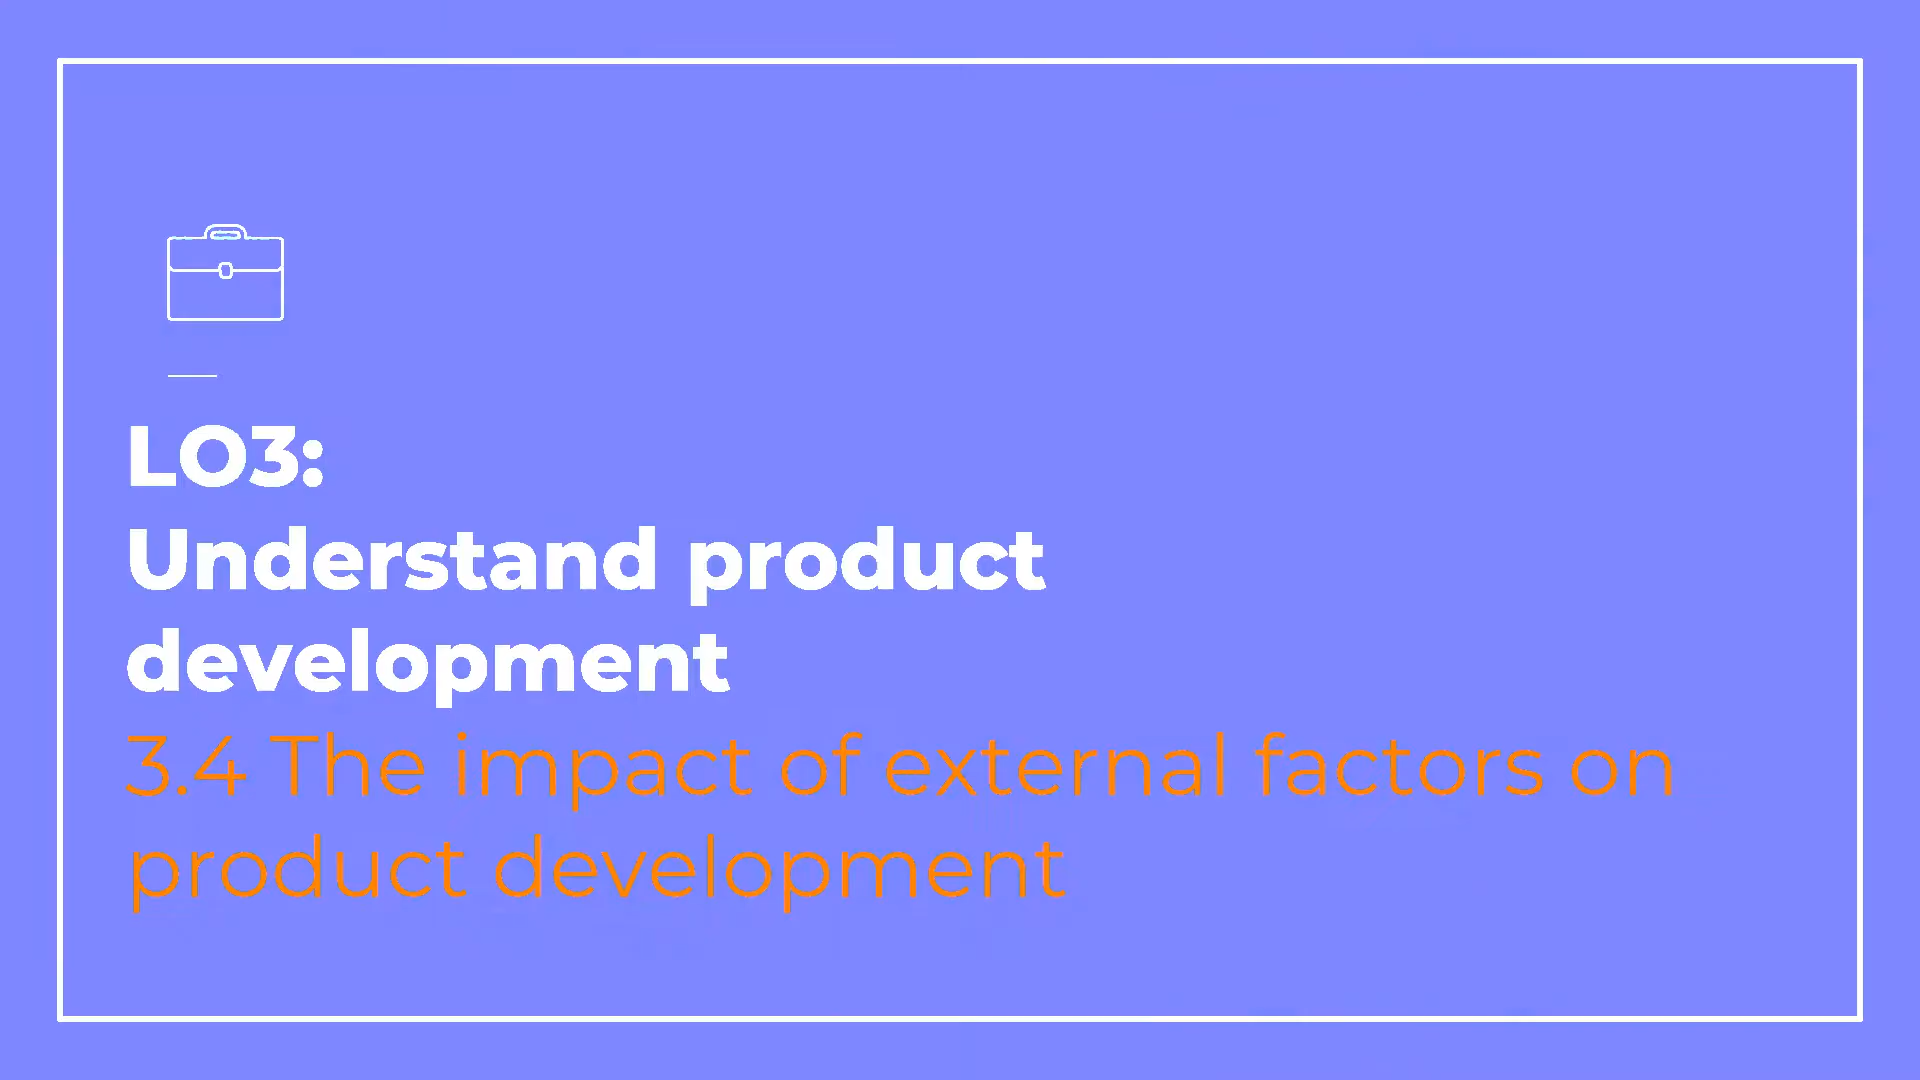 LO3:
Understand product
development
3.4 The impact of external factors on
product development